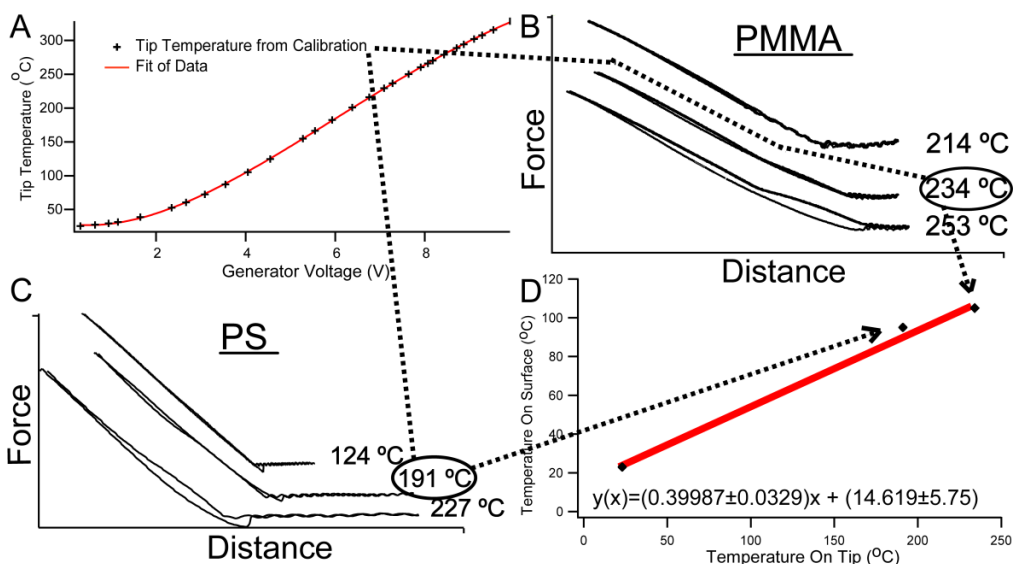 A
Tip Temperature (°C)
300
250
200
150
100
50
Tip Temperature from Calibration
Fit of Data
2
4
6
8
Generator Voltage (V)
B
PMMA
Force
214 ºC
234 ºC
253 ºC
Distance
C
PS
Force
124 ºC
191 ºC
227 ºC
Distance
D
Temperature On Surface (°C)
120
100
80
60
40
20
0
y(x)=(0.39987±0.0329)x + (14.619±5.75)
0
50
100
150
200
250
Temperature On Tip (°C)